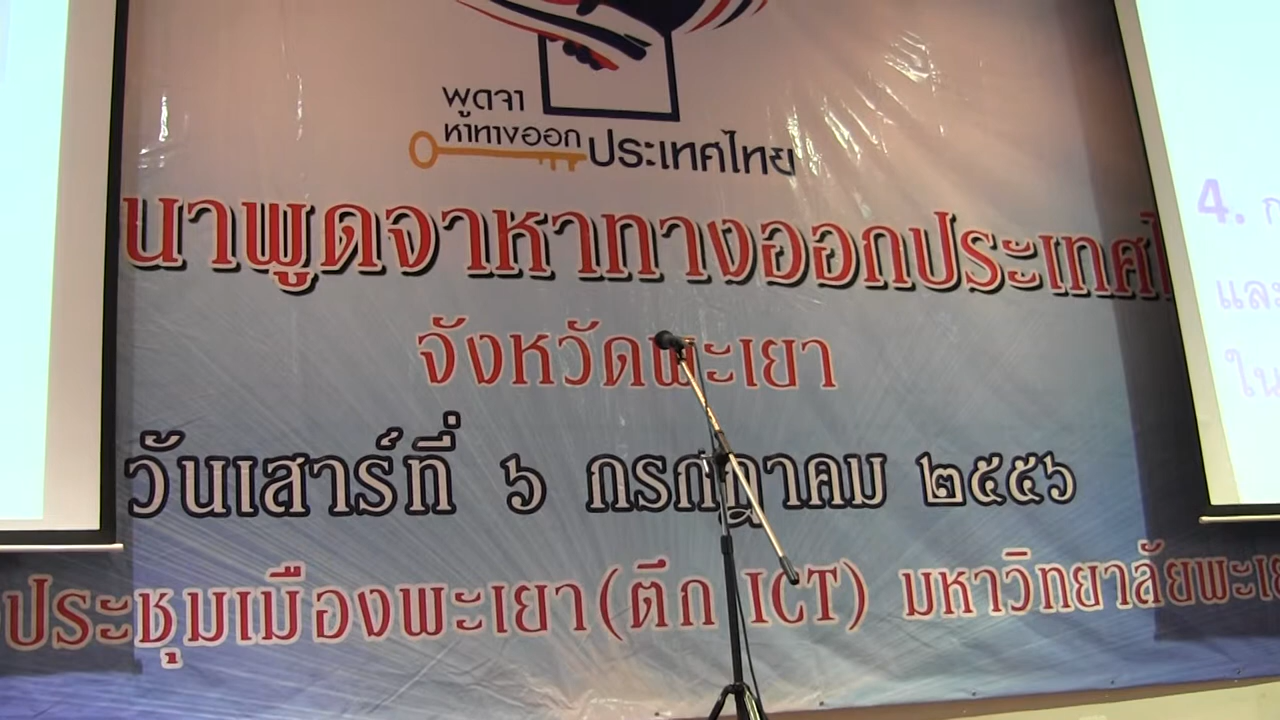 พูดจา
หาทางออก
ประเทศไทย
นาพูดจาหาทางออกประเทศ
จังหวัดพะเยา
วันเสาร์ที่ ๖ กรกฎาคม ๒๕๕๖
ประชุมเมืองพะเยา(ตึก ICT) มหาวิทยาลัยพะเย
4. ก
และ
ใน